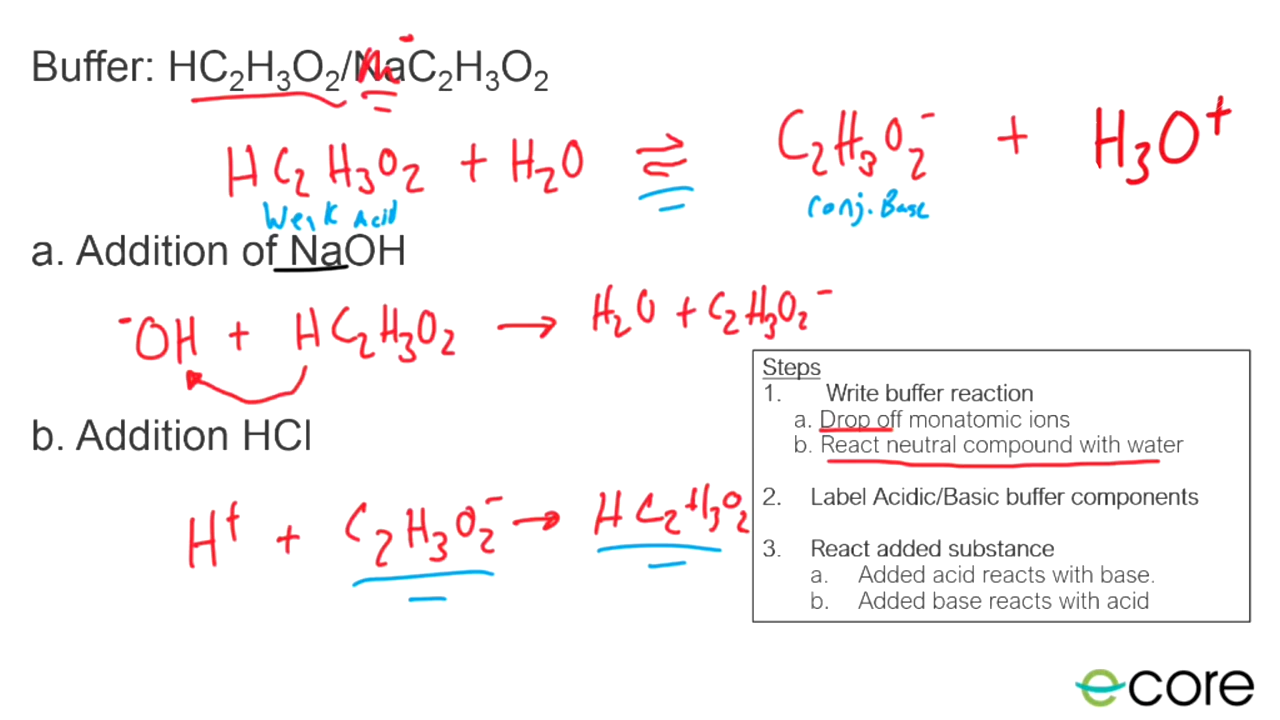 Buffer: HC₂H₃O₂/NaC₂H₃O₂
HC₂H₃O₂ + H₂O ⇌ C₂H₃O₂⁻ + H₃O⁺
Weak Acid conj. Base
a. Addition of NaOH
⁻OH + HC₂H₃O₂ → H₂O + C₂H₃O₂⁻
b. Addition HCl
H⁺ + C₂H₃O₂⁻ → HC₂H₃O₂
Steps
1. Write buffer reaction
a. Drop off monatomic ions
b. React neutral compound with water
2. Label Acidic/Basic buffer components
3. React added substance
a. Added acid reacts with base.
b. Added base reacts with acid
ecore